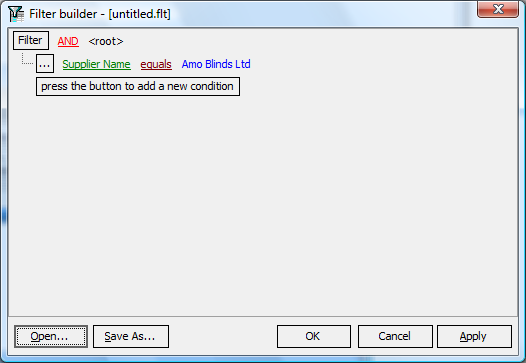 Filter builder - [untitled.flt]
Filter AND <root>
... Supplier Name equals Amo Blinds Ltd
press the button to add a new condition
Open... Save As... OK Cancel Apply